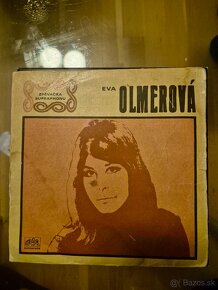 ZPĚVAČKA
SUPRAPHONU
EVA
OLMEROVÁ
Bazos.sk